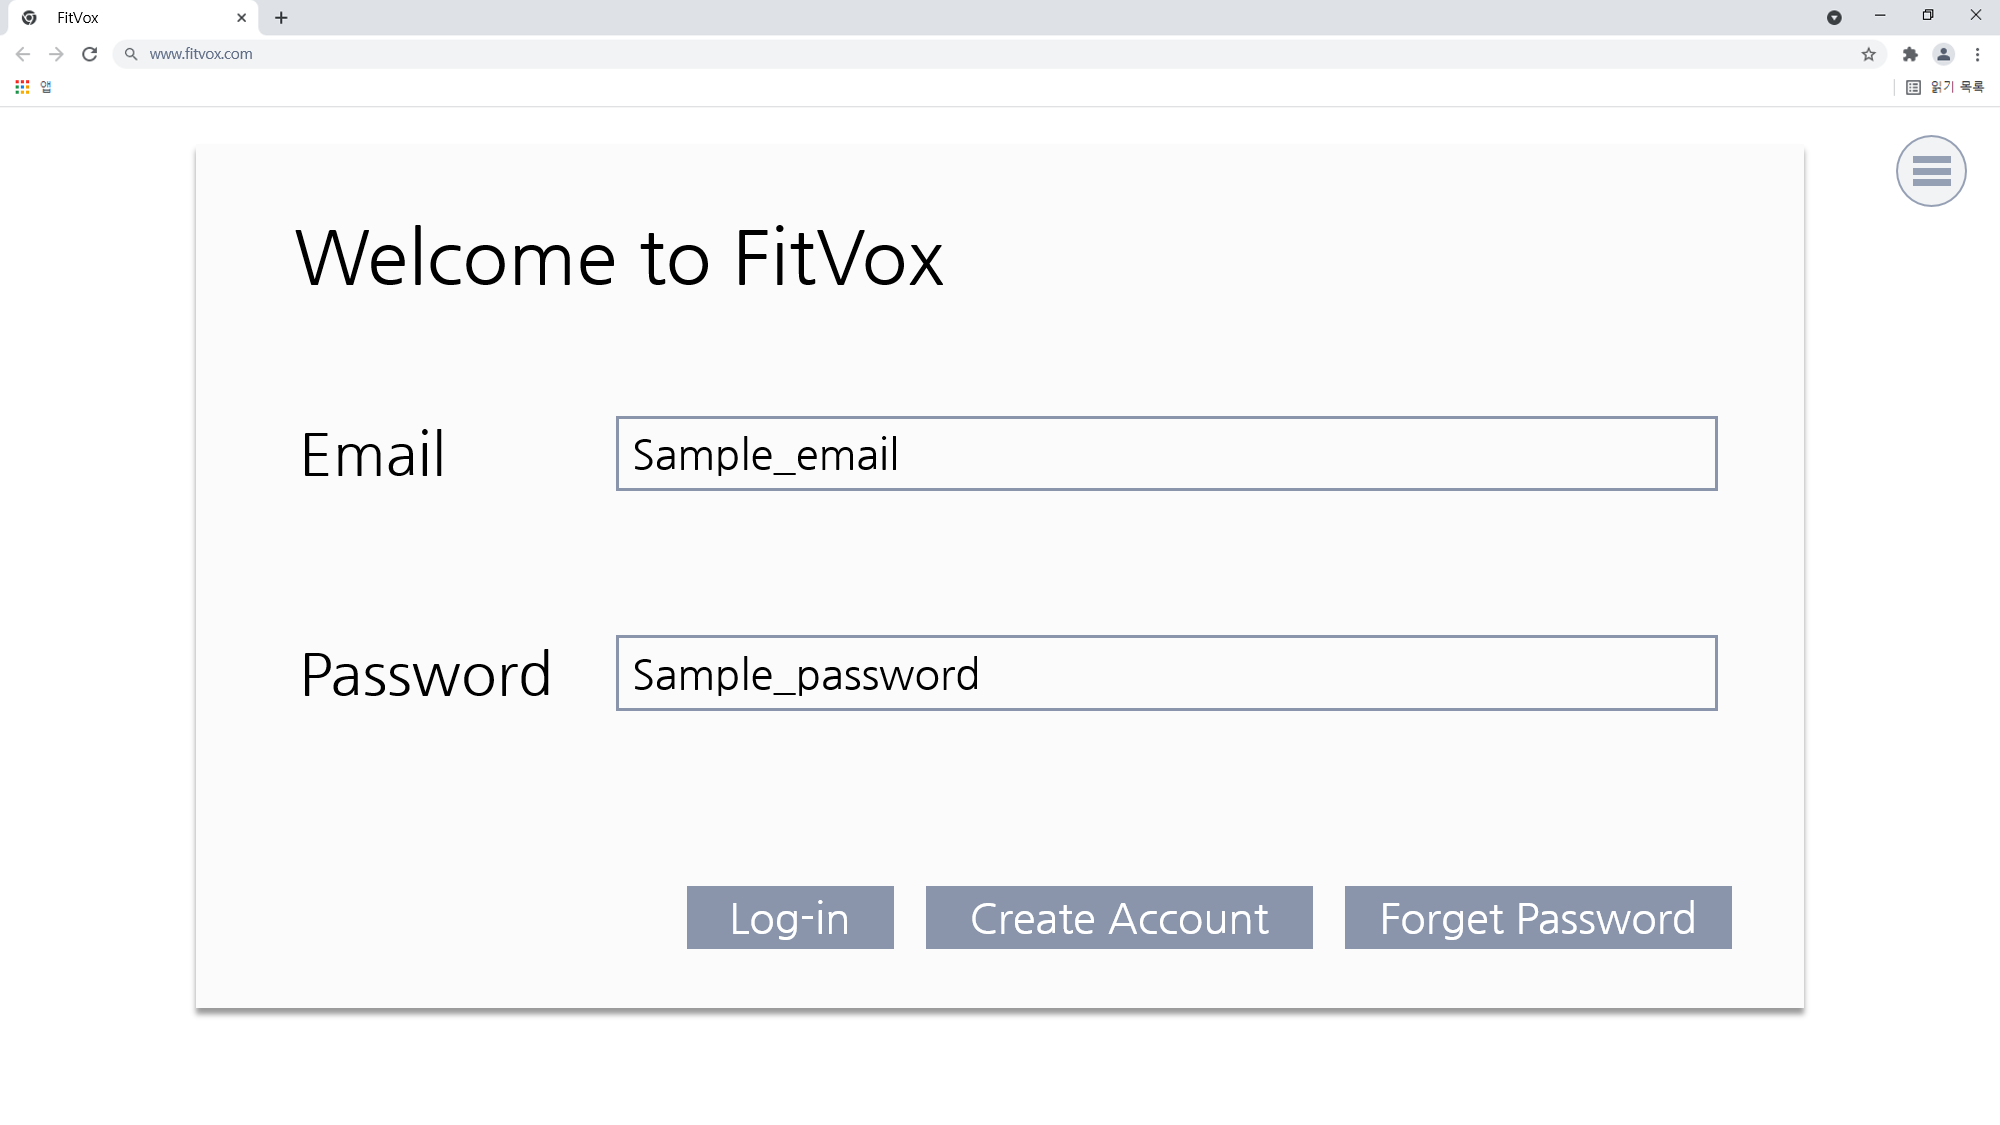 FitVox
www.fitvox.com
앱
읽기 목록
Welcome to FitVox
Email
Sample_email
Password
Sample_password
Log-in
Create Account
Forget Password